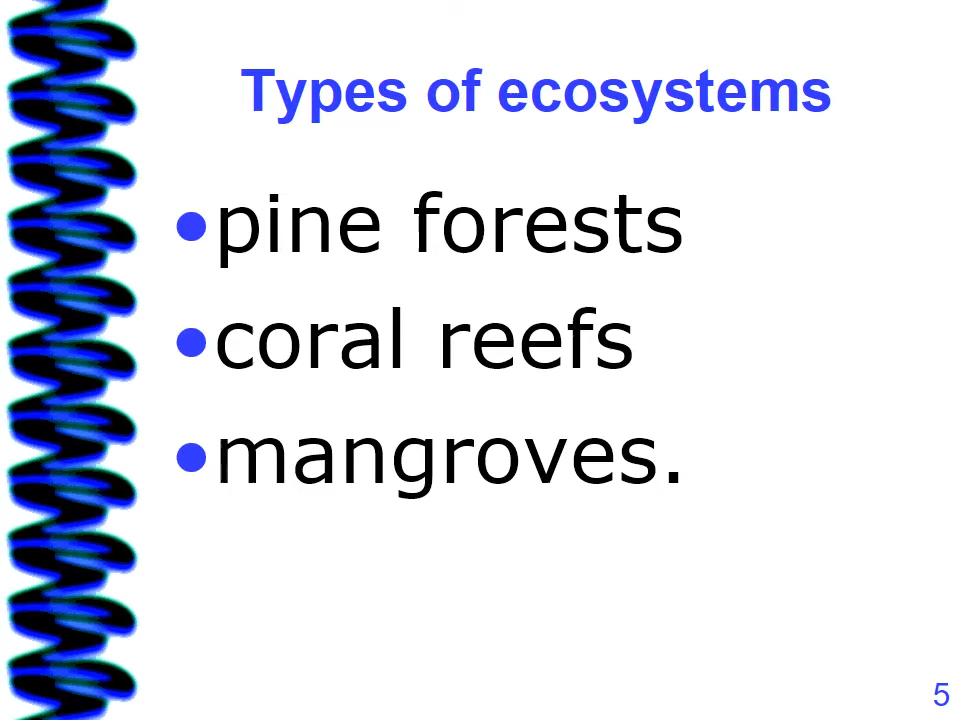 Types of ecosystems
•pine forests
•coral reefs
•mangroves.
5